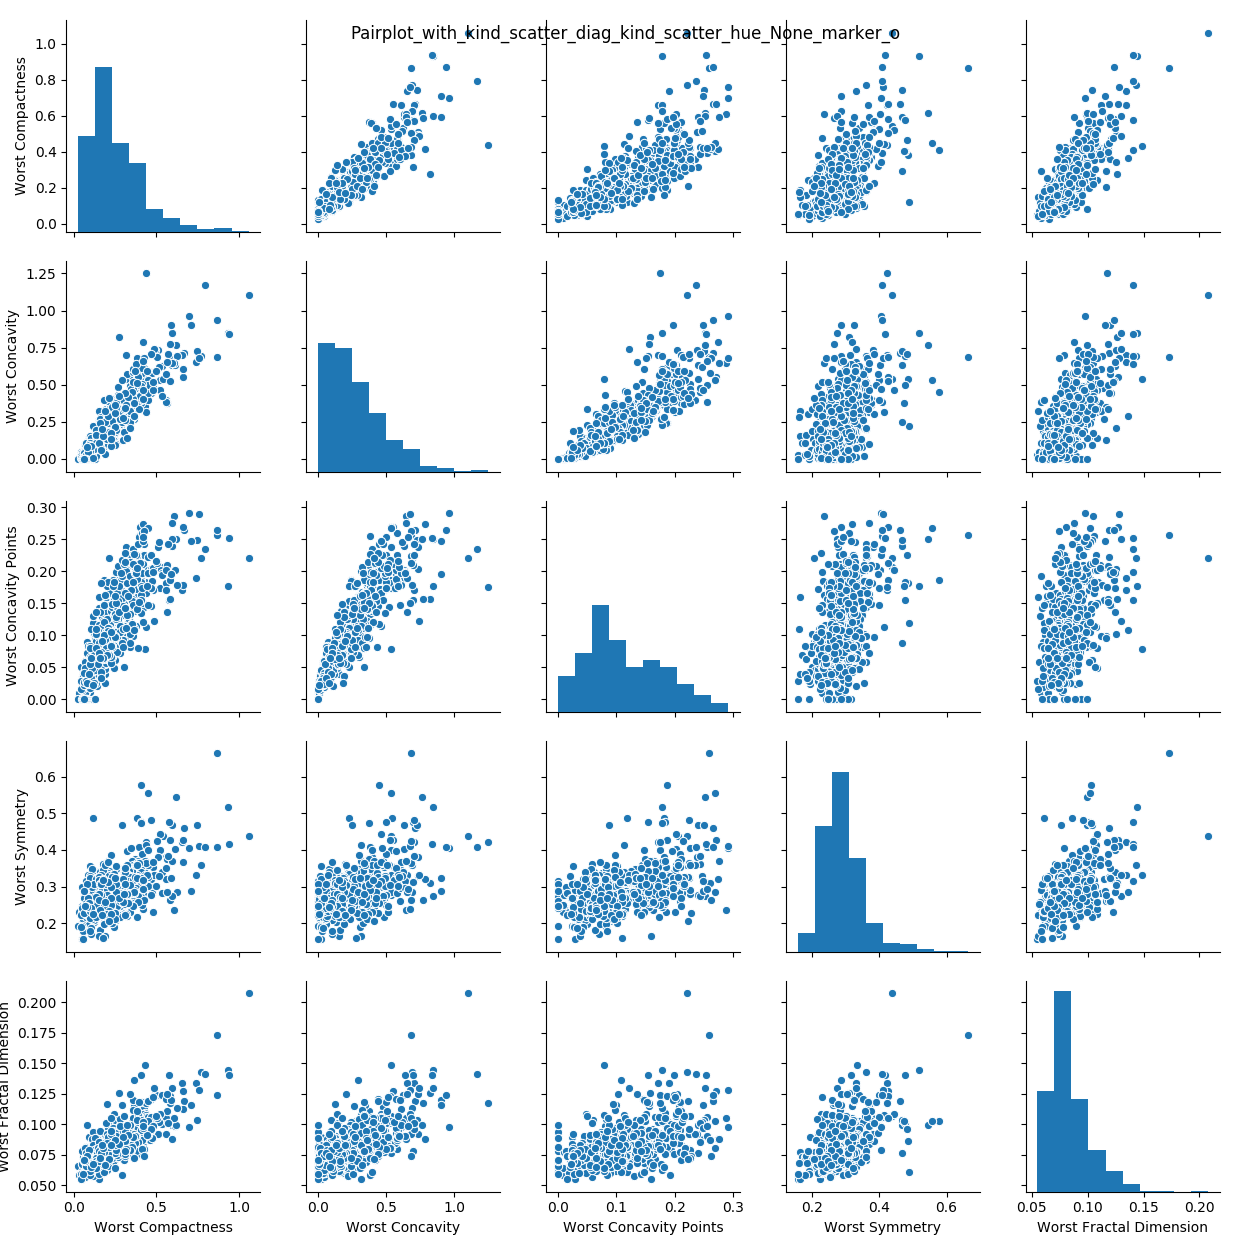 Pairplot_with_kind_scatter_diag_kind_scatter_hue_None_marker_o
Worst Compactness
1.0
0.8
0.6
0.4
0.2
0.0
Worst Concavity
1.25
1.00
0.75
0.50
0.25
0.00
Worst Concavity Points
0.30
0.25
0.20
0.15
0.10
0.05
0.00
Worst Symmetry
0.6
0.5
0.4
0.3
0.2
Worst Fractal Dimension
0.200
0.175
0.150
0.125
0.100
0.075
0.050
0.0 0.5 1.0
Worst Compactness
0.0 0.5 1.0
Worst Concavity
0.0 0.1 0.2 0.3
Worst Concavity Points
0.2 0.4 0.6
Worst Symmetry
0.05 0.10 0.15 0.20
Worst Fractal Dimension